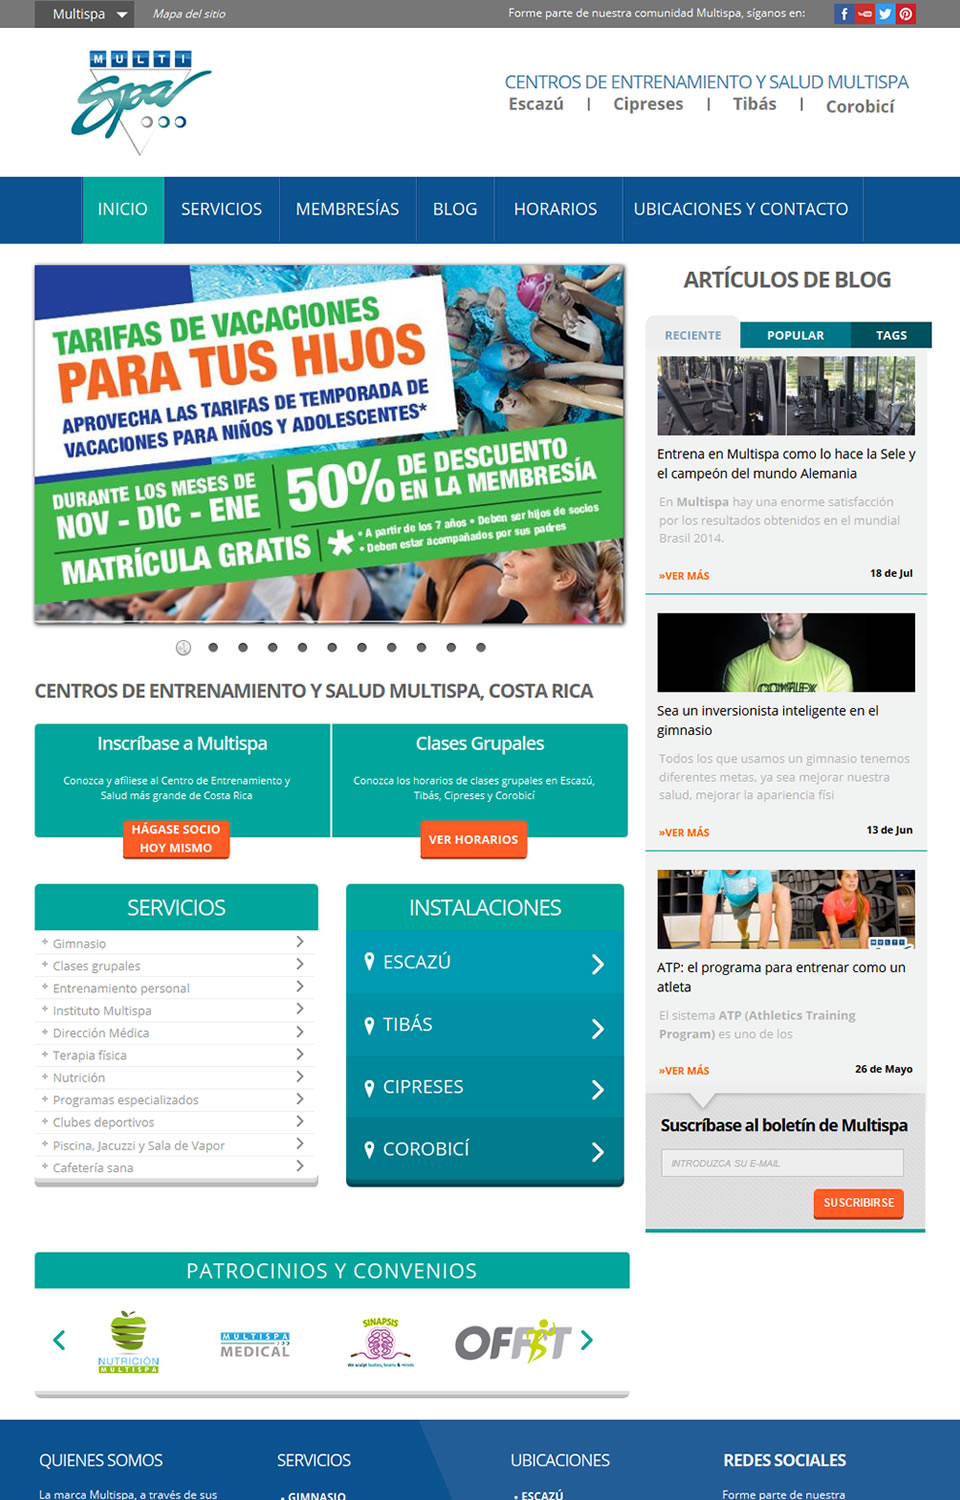 Multispa
Mapa del sitio
Forme parte de nuestra comunidad Multispa, síganos en:
MULTI
Spa
CENTROS DE ENTRENAMIENTO Y SALUD MULTISPA
Escazú | Cipreses | Tibás | Corobicí
INICIO
SERVICIOS
MEMBRESÍAS
BLOG
HORARIOS
UBICACIONES Y CONTACTO
TARIFAS DE VACACIONES
PARA TUS HIJOS
APROVECHA LAS TARIFAS DE TEMPORADA DE
VACACIONES PARA NIÑOS Y ADOLESCENTES*
DURANTE LOS MESES DE
NOV - DIC - ENE
50% DE DESCUENTO
EN LA MEMBRESÍA
MATRÍCULA GRATIS
* • A partir de los 7 años • Deben ser hijos de socios
• Deben estar acompañados por sus padres
CENTROS DE ENTRENAMIENTO Y SALUD MULTISPA, COSTA RICA
Inscríbase a Multispa
Conozca y afíliese al Centro de Entrenamiento y
Salud más grande de Costa Rica
HÁGASE SOCIO
HOY MISMO
Clases Grupales
Conozca los horarios de clases grupales en Escazú,
Tibás, Cipreses y Corobicí
VER HORARIOS
SERVICIOS
+ Gimnasio
+ Clases grupales
+ Entrenamiento personal
+ Instituto Multispa
+ Dirección Médica
+ Terapia física
+ Nutrición
+ Programas especializados
+ Clubes deportivos
+ Piscina, Jacuzzi y Sala de Vapor
+ Cafetería sana
INSTALACIONES
ESCAZÚ
TIBÁS
CIPRESES
COROBICÍ
ARTÍCULOS DE BLOG
RECIENTE
POPULAR
TAGS
Entrena en Multispa como lo hace la Sele y
el campeón del mundo Alemania
En Multispa hay una enorme satisfacción
por los resultados obtenidos en el mundial
Brasil 2014.
»VER MÁS
18 de Jul
COMPLEX
Sea un inversionista inteligente en el
gimnasio
Todos los que usamos un gimnasio tenemos
diferentes metas, ya sea mejorar nuestra
salud, mejorar la apariencia físi
»VER MÁS
13 de Jun
MULTI
ATP: el programa para entrenar como un
atleta
El sistema ATP (Athletics Training
Program) es uno de los
»VER MÁS
26 de Mayo
Suscríbase al boletín de Multispa
INTRODUZCA SU E-MAIL
SUSCRIBIRSE
PATROCINIOS Y CONVENIOS
NUTRICIÓN
MULTISPA
MULTISPA
MEDICAL
SINAPSIS
We sculpt bodies, hearts & minds
OFFIT
QUIENES SOMOS
La marca Multispa, a través de sus
SERVICIOS
• GIMNASIO
UBICACIONES
• ESCAZÚ
REDES SOCIALES
Forme parte de nuestra